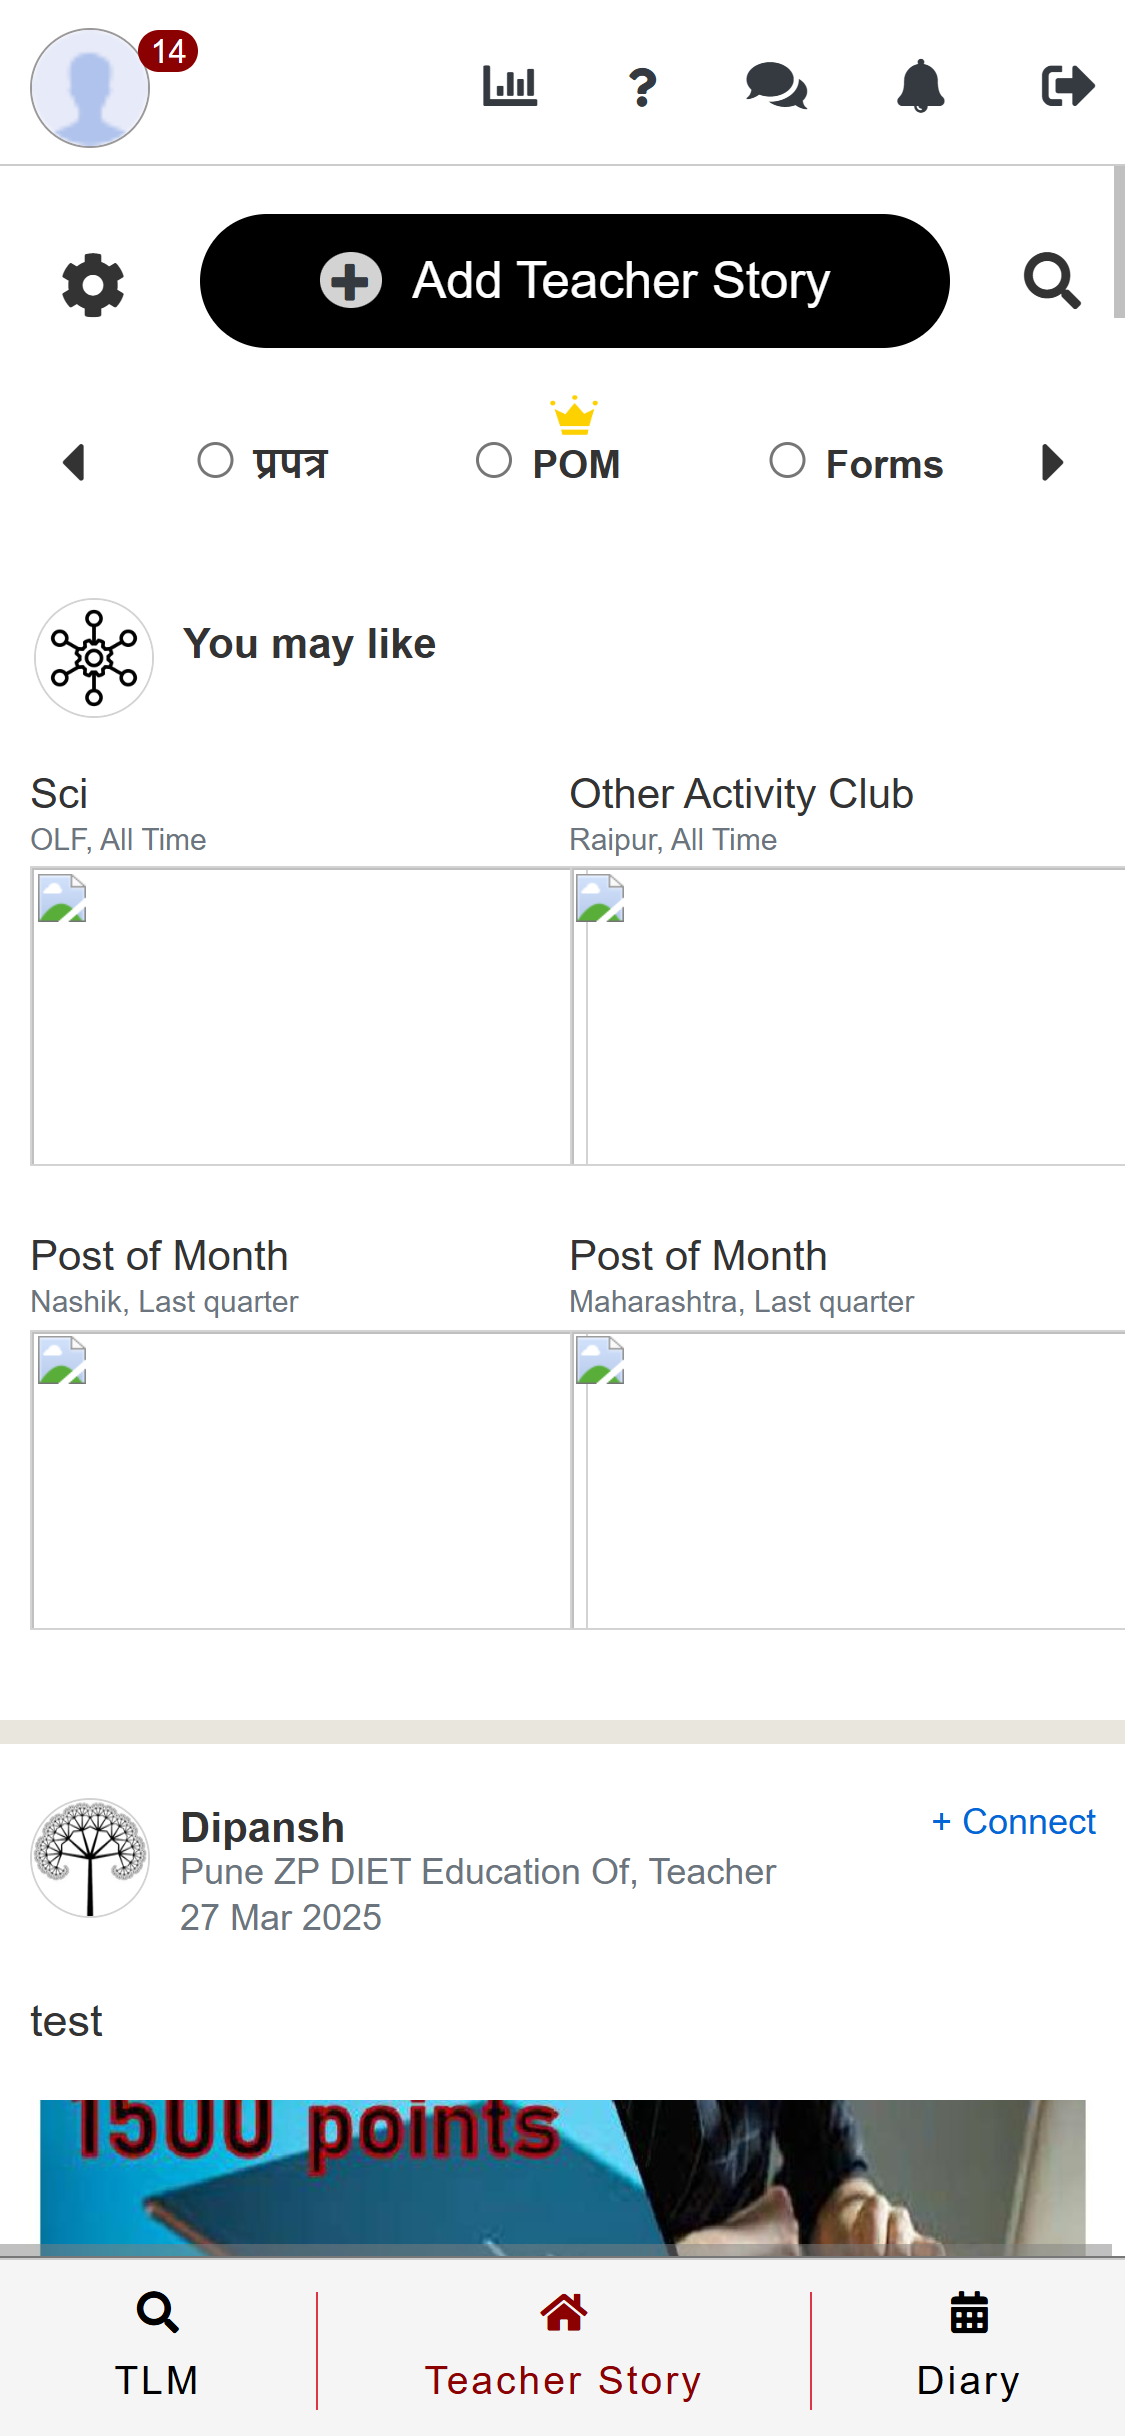 14
Add Teacher Story
प्रपत्र
POM
Forms
You may like
Sci
OLF, All Time
Other Activity Club
Raipur, All Time
Post of Month
Nashik, Last quarter
Post of Month
Maharashtra, Last quarter
Dipansh
+ Connect
Pune ZP DIET Education Of, Teacher
27 Mar 2025
test
1500 points
TLM
Teacher Story
Diary